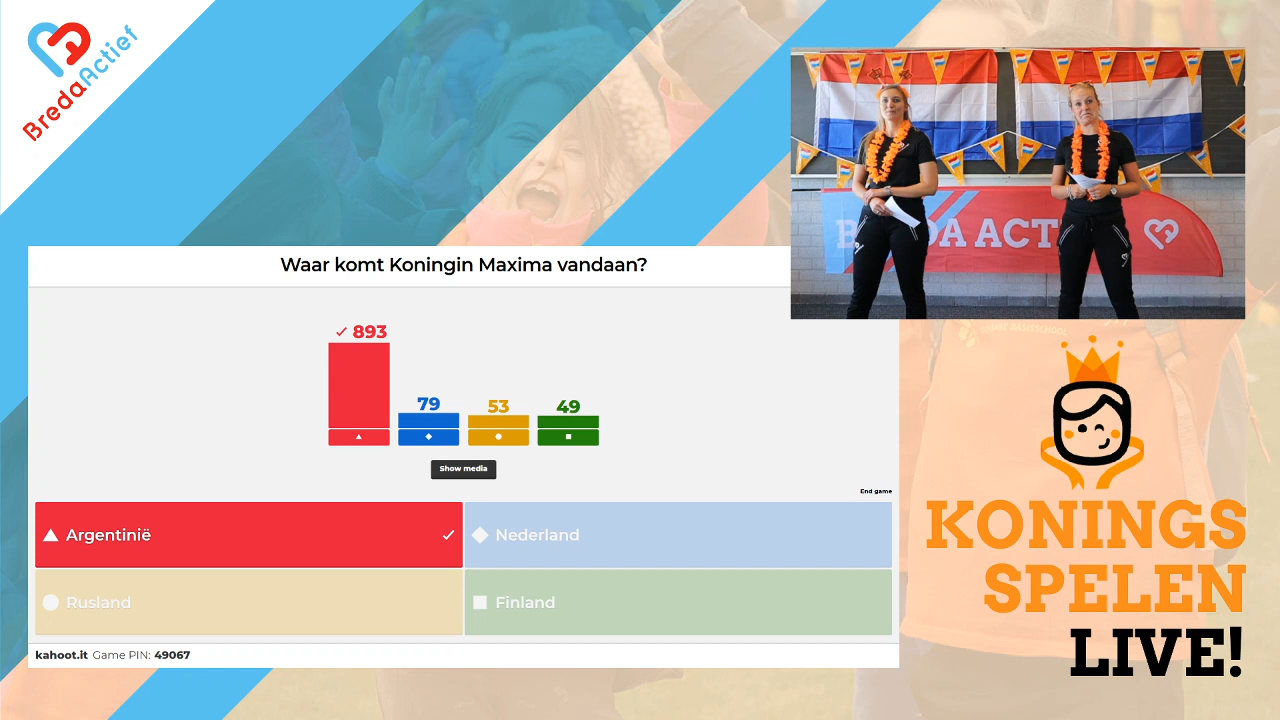 BredaActief
Waar komt Koningin Maxima vandaan?
893
79
53
49
Show media
End game
Argentinië
Nederland
Rusland
Finland
kahoot.it Game PIN: 49067
KONINGS
SPELEN
LIVE!